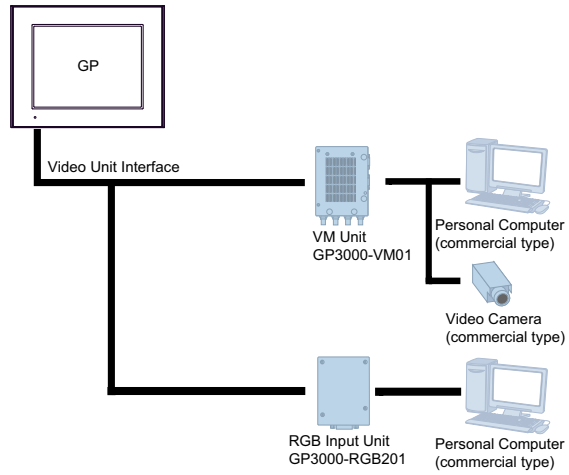 GP
Video Unit Interface
VM Unit
GP3000-VM01
Personal Computer
(commercial type)
Video Camera
(commercial type)
RGB Input Unit
GP3000-RGB201
Personal Computer
(commercial type)